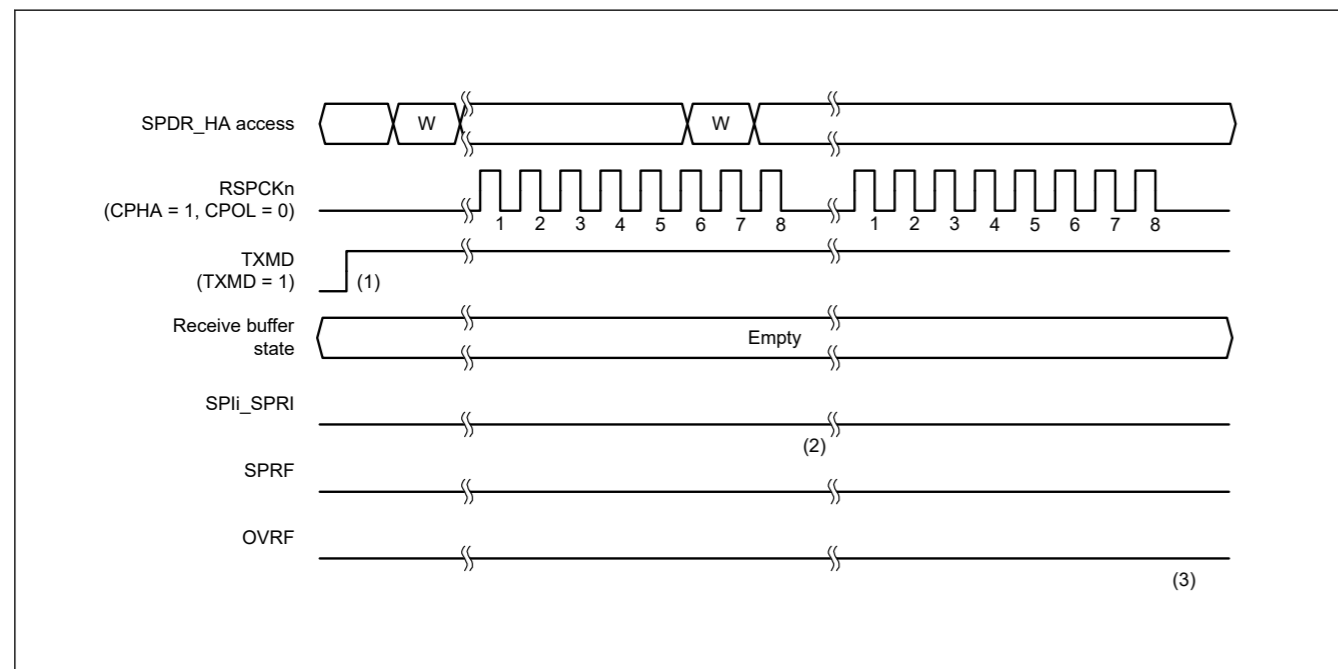 SPDR_HA access
W
W
RSPCKn
(CPHA = 1, CPOL = 0)
1 2 3 4 5 6 7 8
1 2 3 4 5 6 7 8
TXMD
(TXMD = 1)
(1)
Receive buffer
state
Empty
SPIi_SPRI
(2)
SPRF
OVRF
(3)